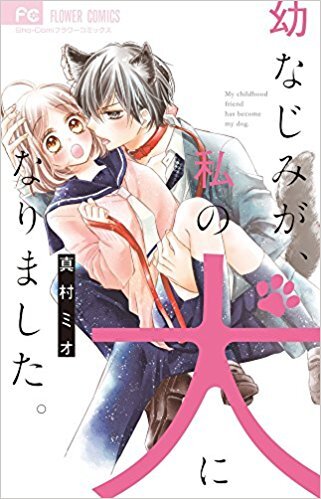 FC FLOWER COMICS
Sho-Comiフラワーコミックス
幼なじみが、
私の
犬に
なりました。
My childhood
friend
has become
my dog.
真村ミオ